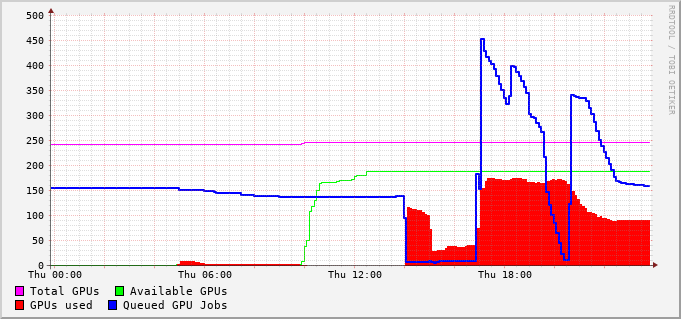 500
450
400
350
300
250
200
150
100
50
0
Thu 00:00 Thu 06:00 Thu 12:00 Thu 18:00
Total GPUs Available GPUs
GPUs used Queued GPU Jobs
RRDTOOL / TOBI OETIKER